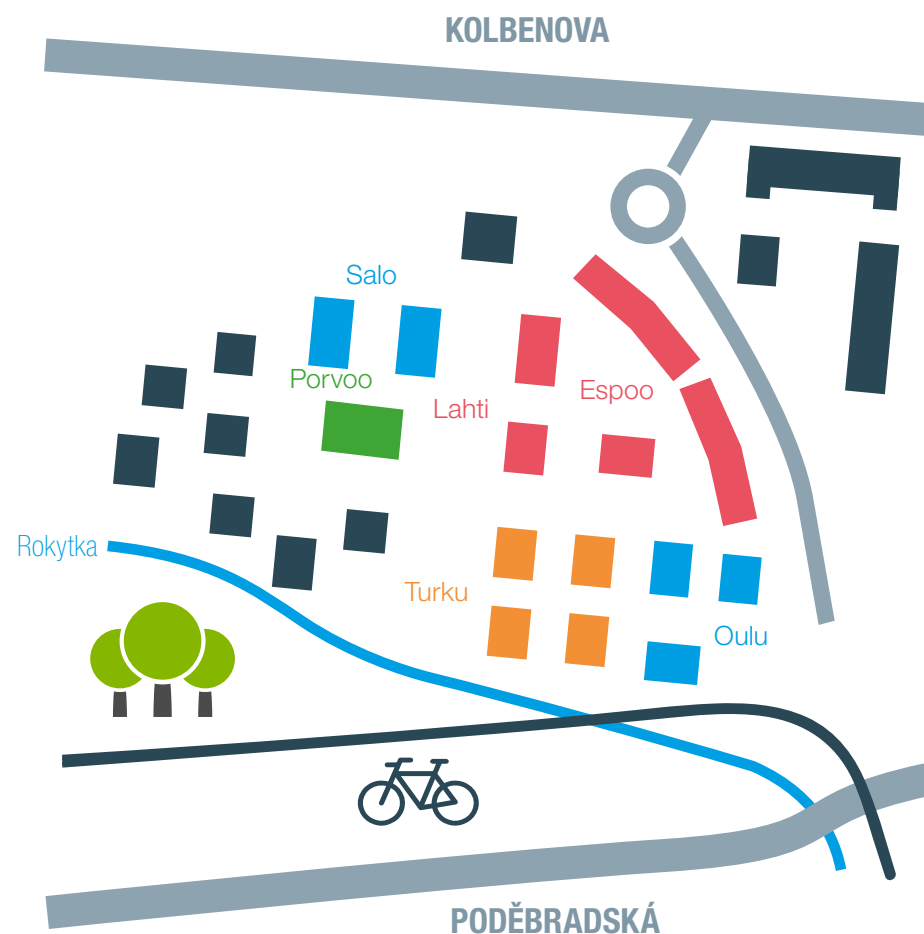 KOLBENOVA
Salo
Porvoo
Espoo
Lahti
Rokytka
Turku
Oulu
PODĚBRADSKÁ